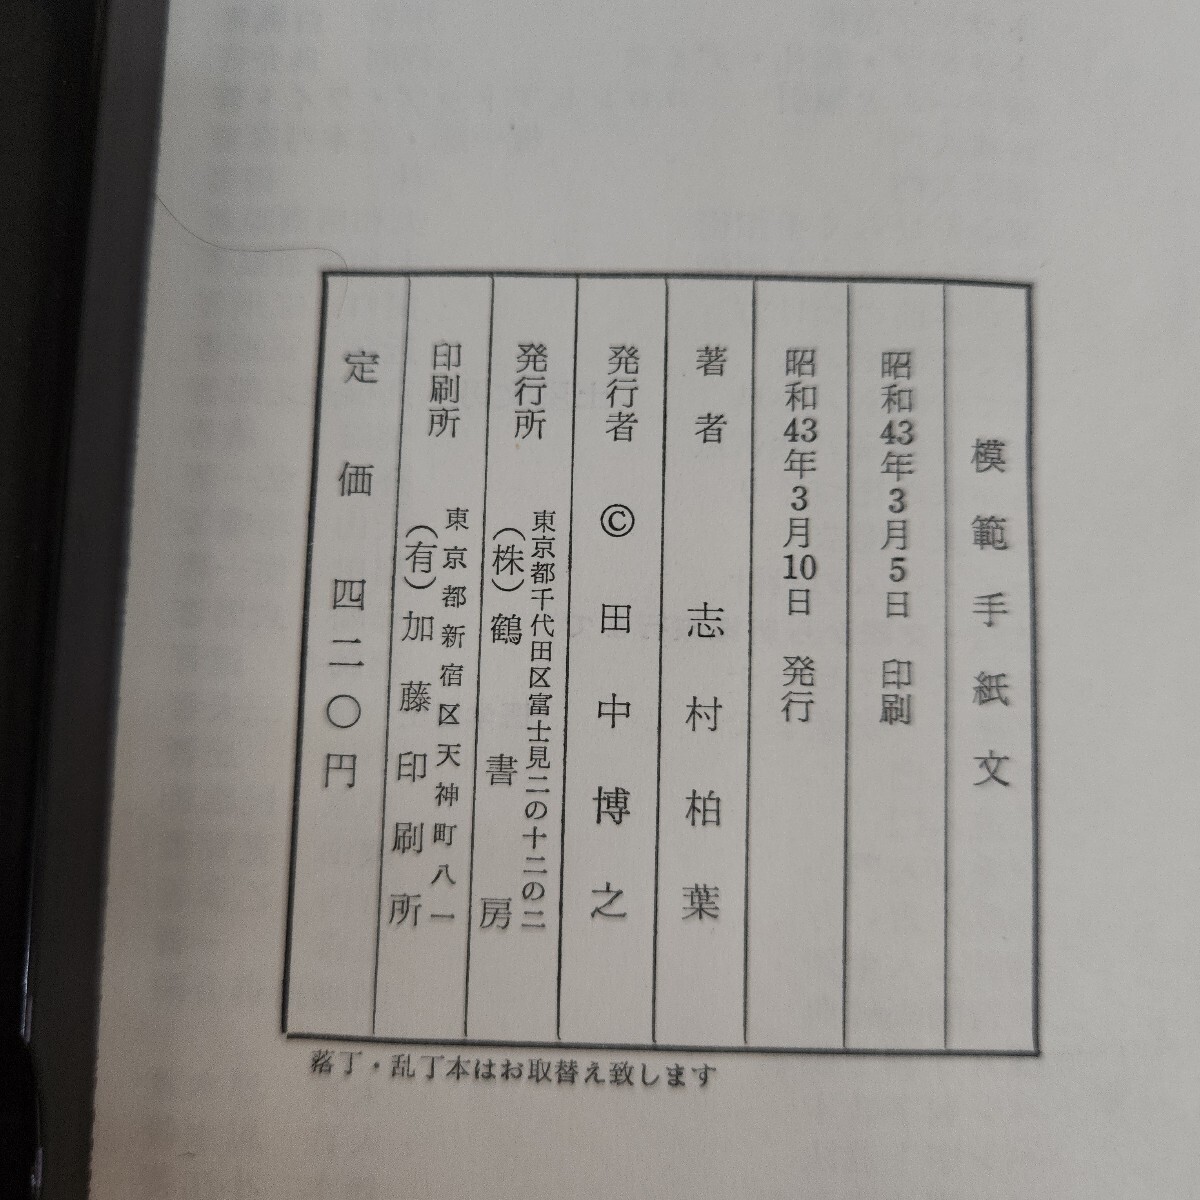 模範手紙文
昭和43年3月5日 印刷
昭和43年3月10日 発行
著者 志村柏葉
発行者 © 田中博之
発行所 東京都千代田区富士見二の十二の二
(株)鶴書房
印刷所 東京都新宿区天神町八一
(有)加藤印刷所
定価 四二〇円
落丁・乱丁本はお取替え致します